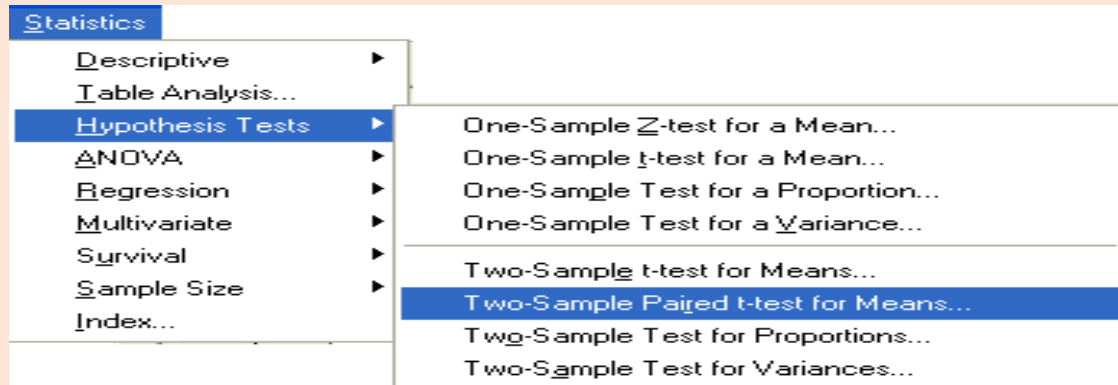 Statistics
Descriptive
Table Analysis...
Hypothesis Tests
ANOVA
Regression
Multivariate
Survival
Sample Size
Index...
One-Sample Z-test for a Mean...
One-Sample t-test for a Mean...
One-Sample Test for a Proportion...
One-Sample Test for a Variance...
Two-Sample t-test for Means...
Two-Sample Paired t-test for Means...
Two-Sample Test for Proportions...
Two-Sample Test for Variances...